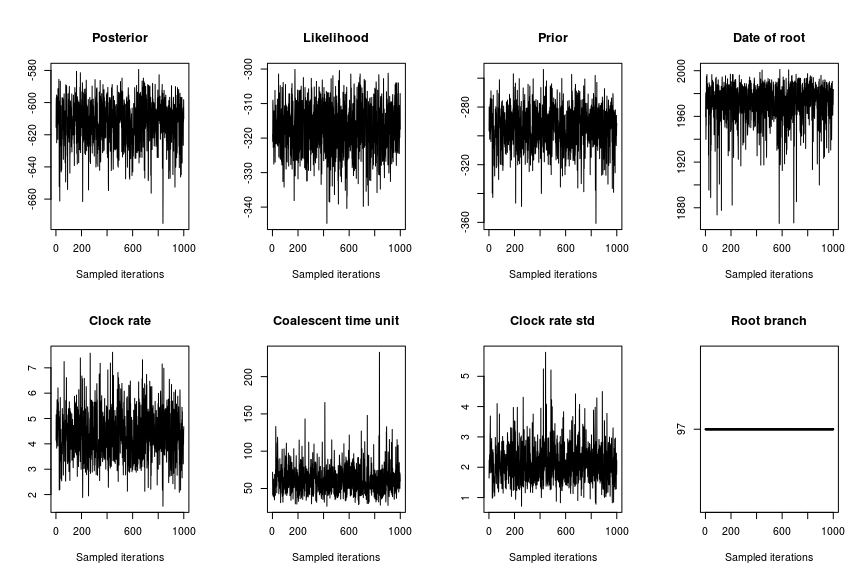 Posterior
Likelihood
Prior
Date of root
-580
-600
-620
-640
-660
-300
-310
-320
-330
-340
-280
-320
-360
2000
1960
1920
1880
0 200 600 1000
0 200 600 1000
0 200 600 1000
0 200 600 1000
Sampled iterations
Sampled iterations
Sampled iterations
Sampled iterations
Clock rate
Coalescent time unit
Clock rate std
Root branch
7
6
5
4
3
2
200
150
100
50
5
4
3
2
1
97
0 200 600 1000
0 200 600 1000
0 200 600 1000
0 200 600 1000
Sampled iterations
Sampled iterations
Sampled iterations
Sampled iterations